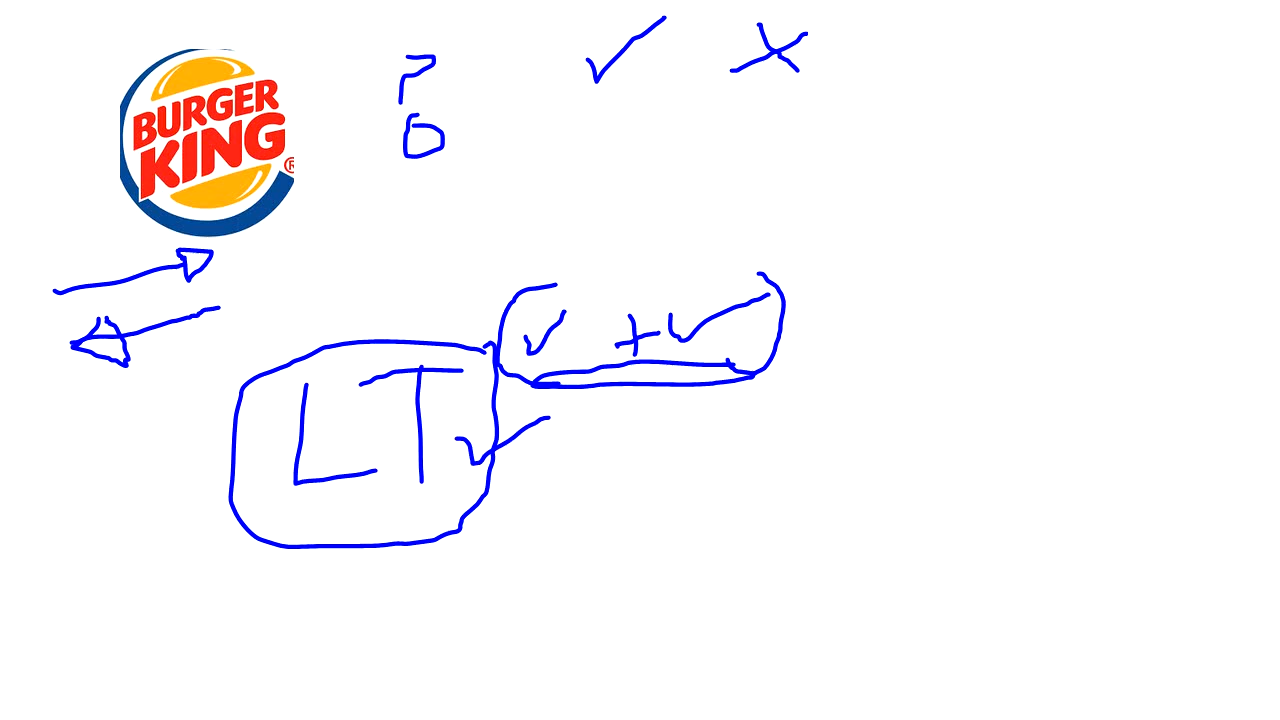 BURGER
KING
®
?
✓ X
✓ +✓
LT
✓